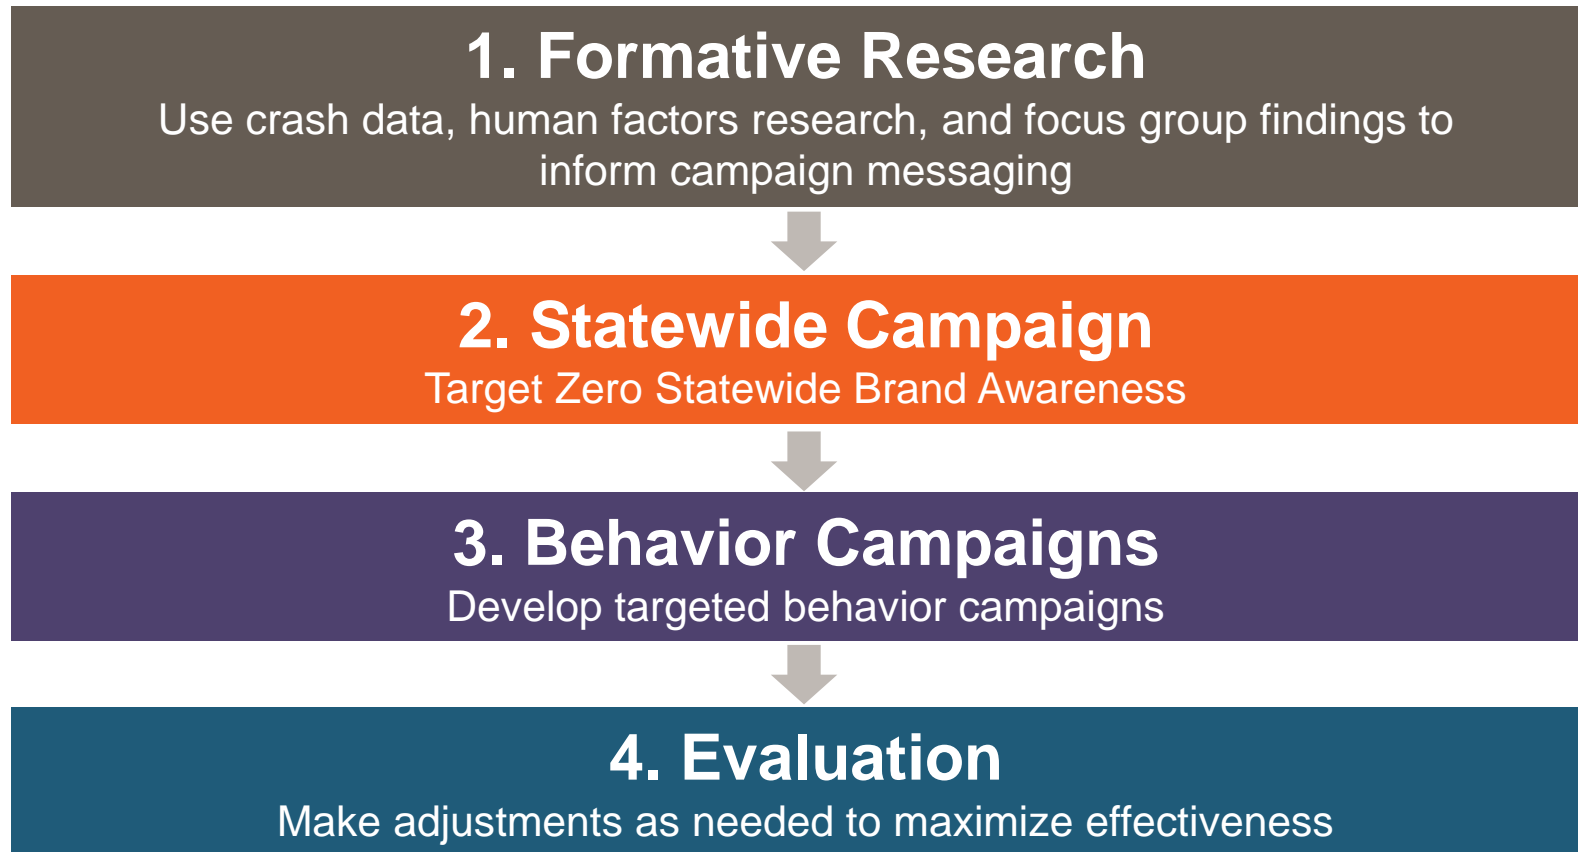 1. Formative Research
Use crash data, human factors research, and focus group findings to
inform campaign messaging
2. Statewide Campaign
Target Zero Statewide Brand Awareness
3. Behavior Campaigns
Develop targeted behavior campaigns
4. Evaluation
Make adjustments as needed to maximize effectiveness